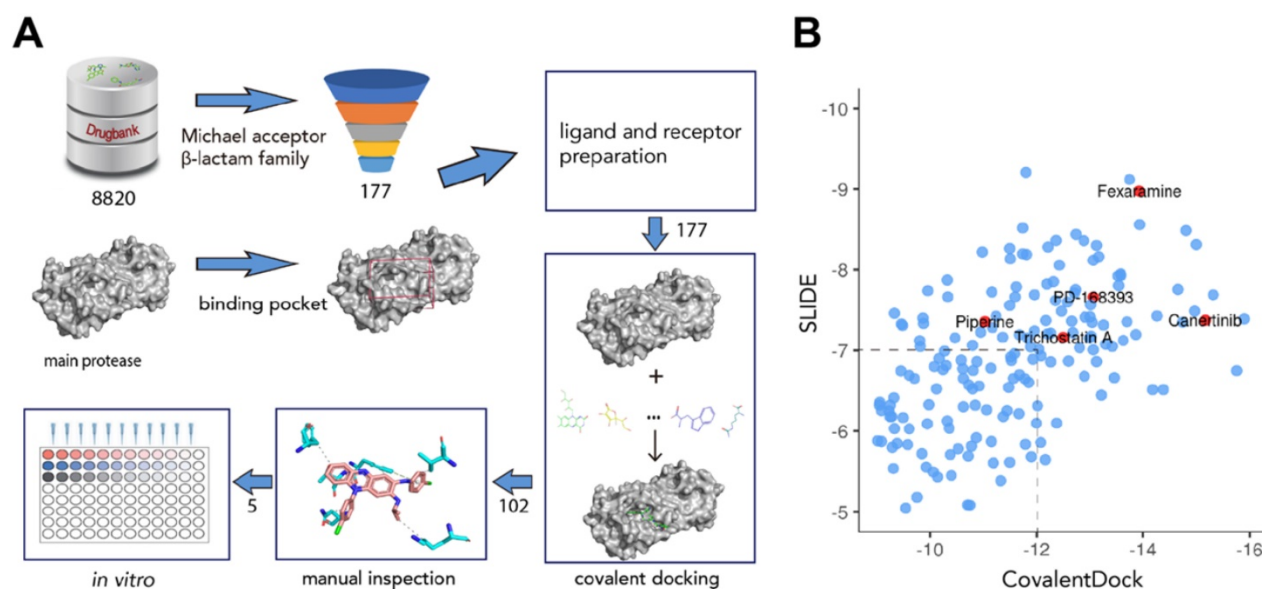 A
Drugbank
8820
Michael acceptor
β-lactam family
177
ligand and receptor
preparation
177
main protease
binding pocket
+
...
covalent docking
102
manual inspection
5
in vitro
B
SLIDE
-10
-9
-8
-7
-6
-5
Fexaramine
PD-168393
Piperine
Canertinib
Trichostatin A
-10
-12
-14
-16
CovalentDock